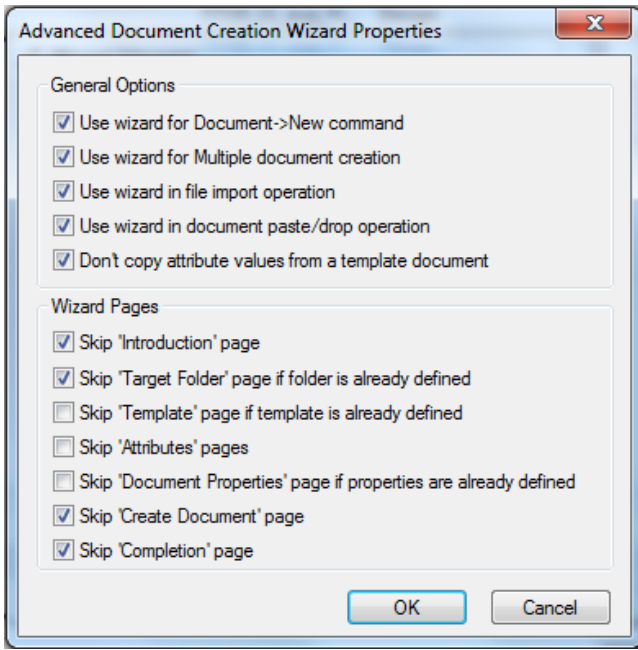 Advanced Document Creation Wizard Properties
General Options
Use wizard for Document->New command
Use wizard for Multiple document creation
Use wizard in file import operation
Use wizard in document paste/drop operation
Don't copy attribute values from a template document
Wizard Pages
Skip 'Introduction' page
Skip 'Target Folder' page if folder is already defined
Skip 'Template' page if template is already defined
Skip 'Attributes' pages
Skip 'Document Properties' page if properties are already defined
Skip 'Create Document' page
Skip 'Completion' page
OK Cancel